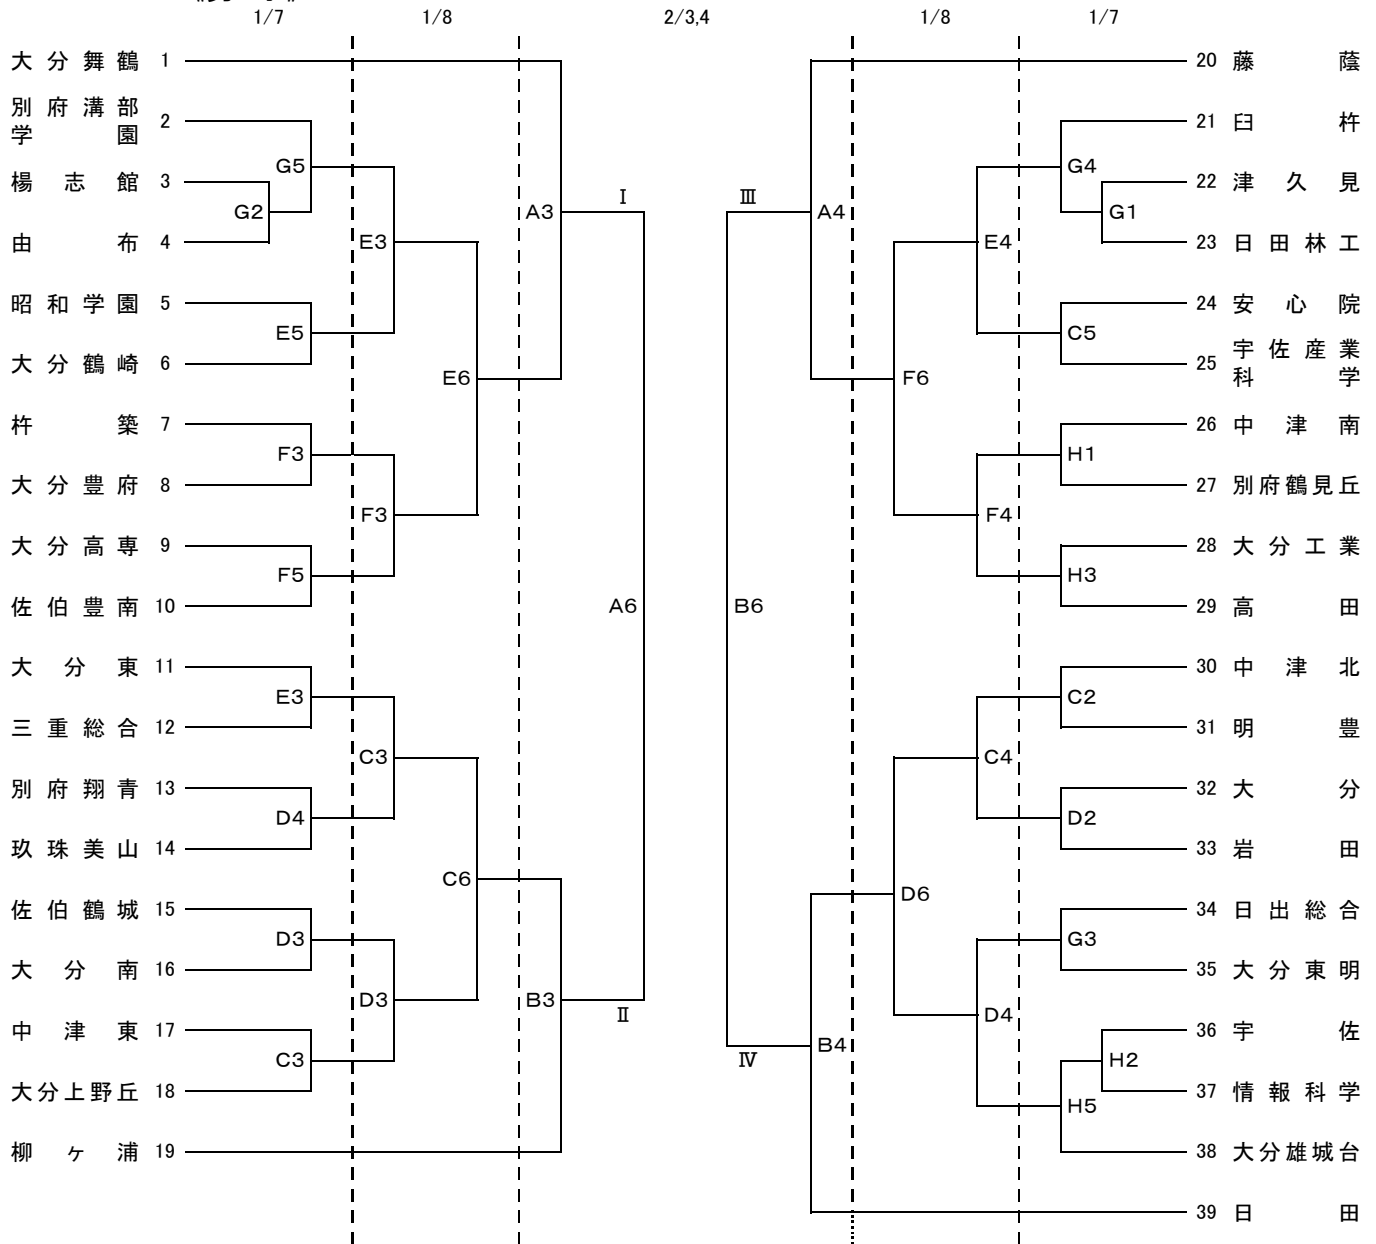 1/7 1/8 2/3,4 1/8 1/7
大分舞鶴 1
別府溝部
学園 2
G5
楊志館 3
G2
由布 4
E3
昭和学園 5
E5
大分鶴崎 6
E6
杵築 7
F3
大分豊府 8
F3
大分高専 9
F5
佐伯豊南 10
A3
Ⅰ
A6
大分東 11
E3
三重総合 12
C3
別府翔青 13
D4
玖珠美山 14
C6
佐伯鶴城 15
D3
大分南 16
D3
B3
Ⅱ
中津東 17
C3
大分上野丘 18
柳ヶ浦 19
20 藤蔭
21 臼杵
G4
22 津久見
G1
23 日田林工
E4
24 安心院
C5
25 宇佐産業
科学
F6
26 中津南
H1
27 別府鶴見丘
F4
28 大分工業
H3
29 高田
A4
Ⅲ
B6
30 中津北
C2
31 明豊
C4
32 大分
D2
33 岩田
D6
34 日出総合
G3
35 大分東明
D4
B4
Ⅳ
36 宇佐
H2
37 情報科学
H5
38 大分雄城台
39 日田